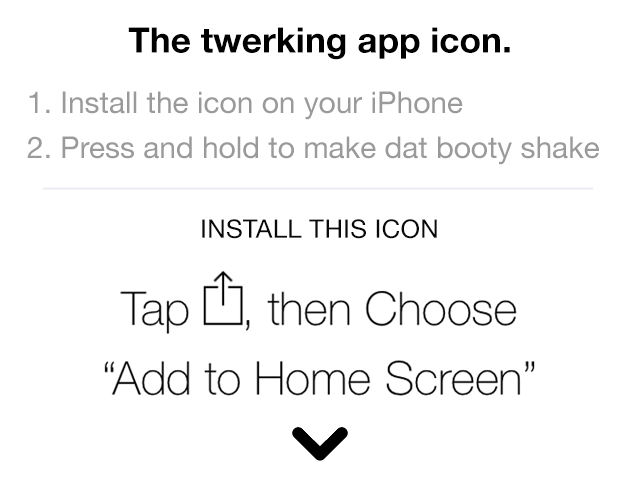 The twerking app icon.
1. Install the icon on your iPhone
2. Press and hold to make dat booty shake
INSTALL THIS ICON
Tap , then Choose
“Add to Home Screen”